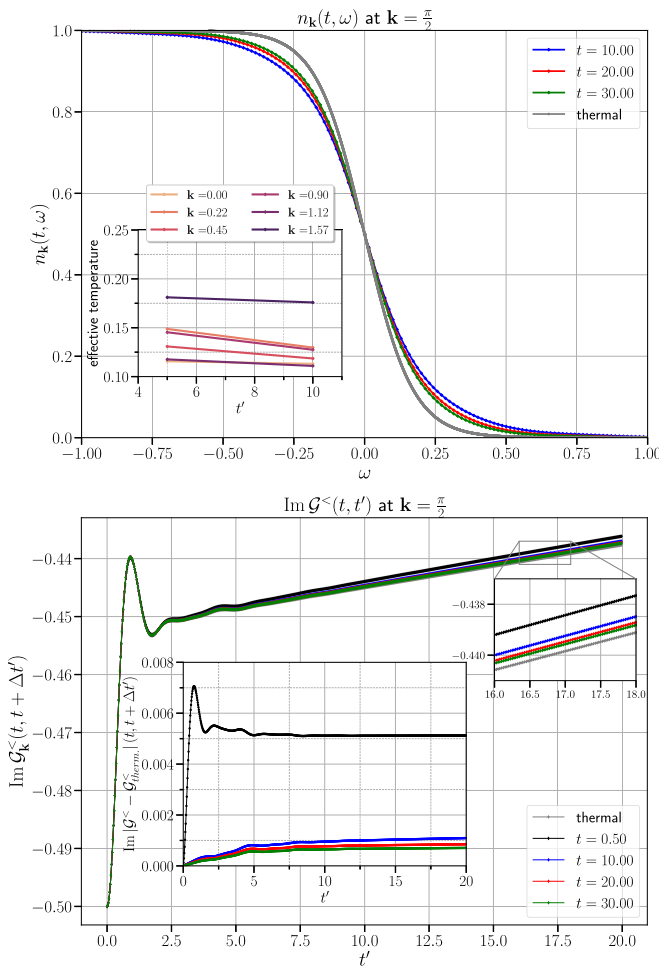 n_k(t, ω) at k = π/2
1.0
0.8
0.6
0.4
0.2
0.0
n_k(t, ω)
t = 10.00
t = 20.00
t = 30.00
thermal
k =0.00
k =0.22
k =0.45
k =0.90
k =1.12
k =1.57
0.25
0.20
0.15
0.10
effective temperature
4
6
8
10
t′
−1.00
−0.75
−0.50
−0.25
0.00
0.25
0.50
0.75
1.00
ω
Im 𝒢^<(t, t′) at k = π/2
−0.44
−0.45
−0.46
−0.47
−0.48
−0.49
−0.50
Im 𝒢_k^<(t, t + Δt′)
−0.438
−0.440
16.0
16.5
17.0
17.5
18.0
0.008
0.006
0.004
0.002
0.000
Im |𝒢^< − 𝒢^<_therm.| (t, t + Δt′)
0
5
10
15
20
t′
thermal
t = 0.50
t = 10.00
t = 20.00
t = 30.00
0.0
2.5
5.0
7.5
10.0
12.5
15.0
17.5
20.0
t′